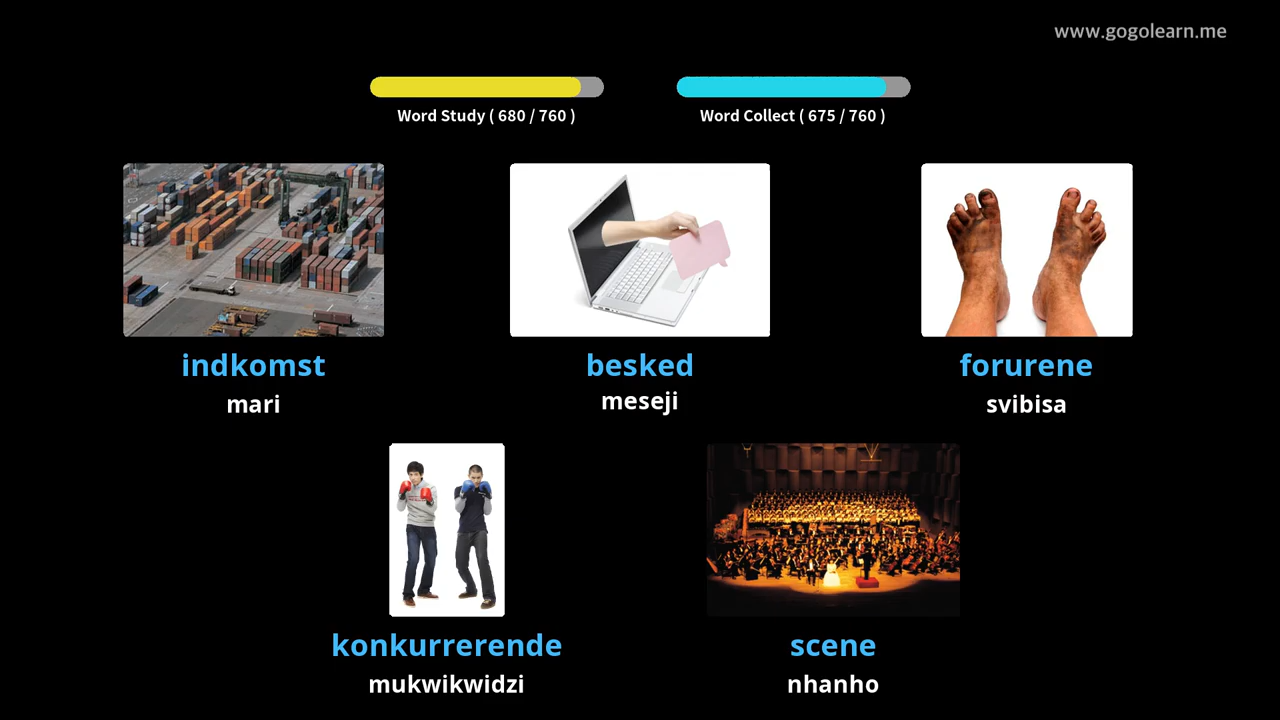 www.gogolearn.me
Word Study ( 680 / 760 )
Word Collect ( 675 / 760 )
indkomst
mari
besked
meseji
forurene
svibisa
konkurrerende
mukwikwidzi
scene
nhanho